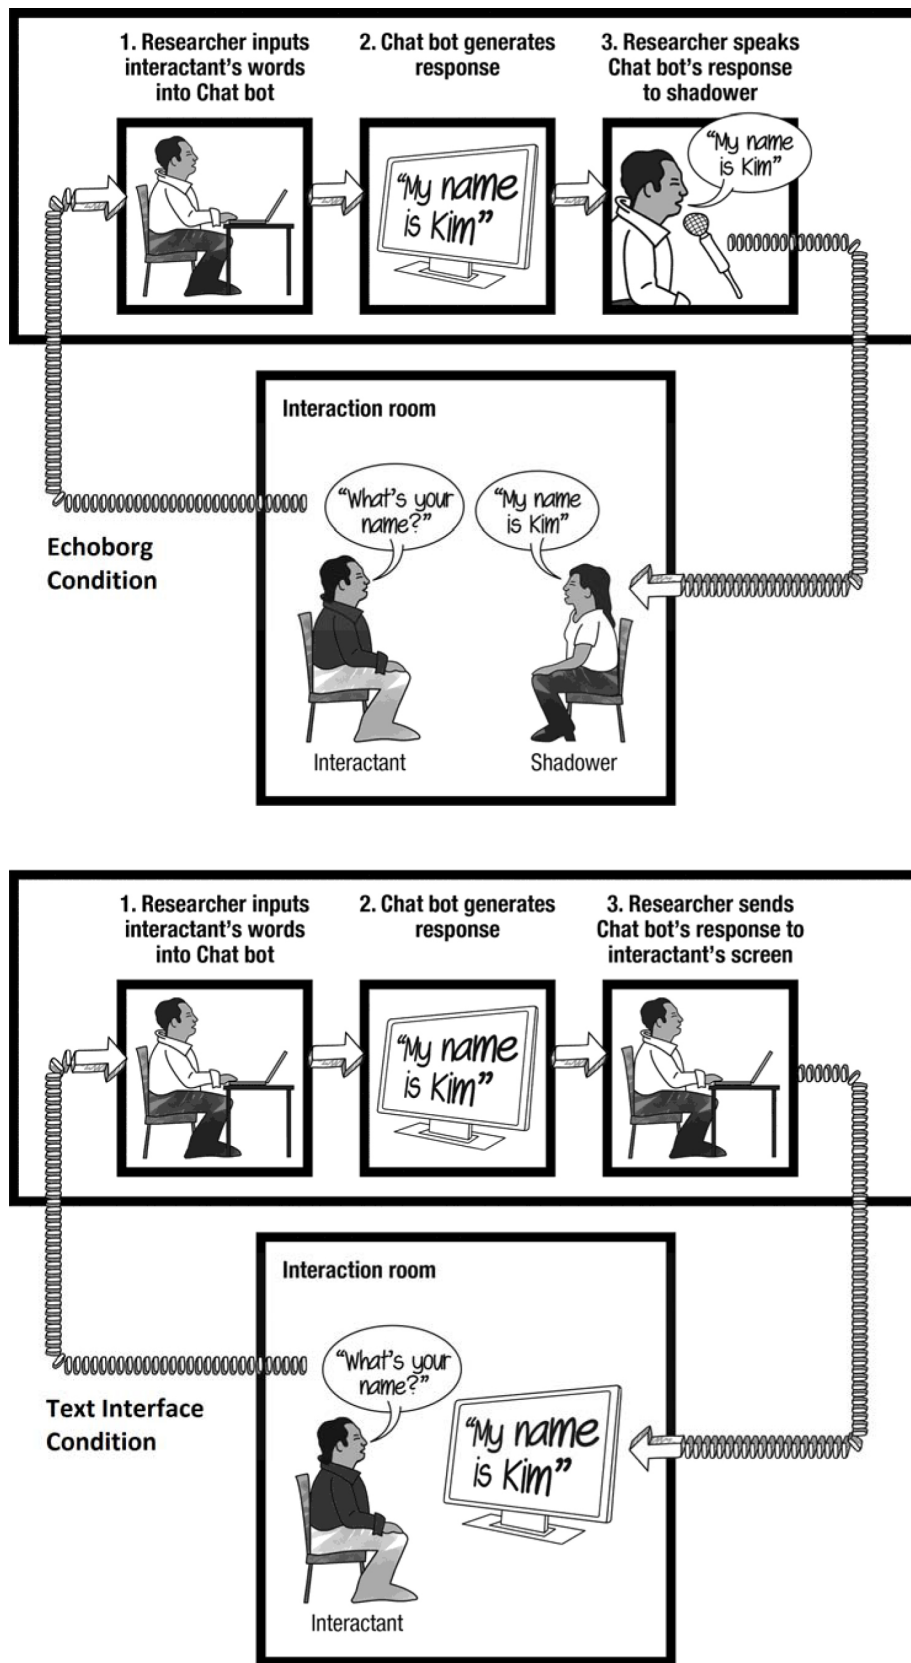 1. Researcher inputs
interactant's words
into Chat bot
2. Chat bot generates
response
3. Researcher speaks
Chat bot's response
to shadower
"My name
is Kim"
"My name
is Kim"
Interaction room
"What's your
name?"
"My name
is Kim"
Echoborg
Condition
Interactant
Shadower
1. Researcher inputs
interactant's words
into Chat bot
2. Chat bot generates
response
3. Researcher sends
Chat bot's response to
interactant's screen
"My name
is Kim"
Interaction room
"What's your
name?"
Text Interface
Condition
"My name
is Kim"
Interactant